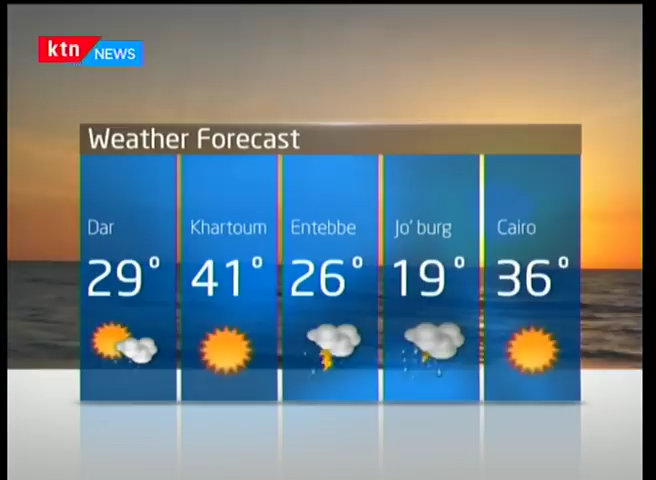 ktn NEWS
Weather Forecast
Dar Khartoum Entebbe Jo' burg Cairo
29° 41° 26° 19° 36°